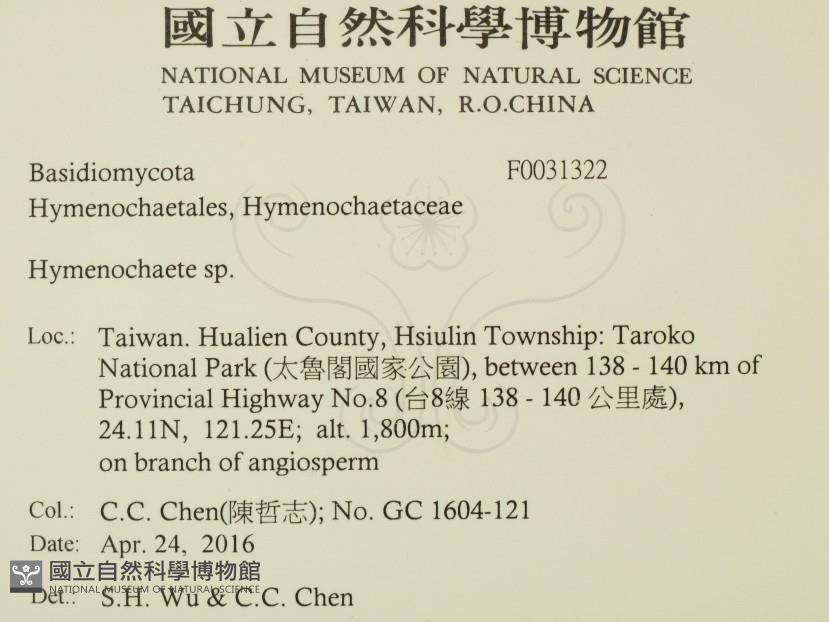 國立自然科學博物館
NATIONAL MUSEUM OF NATURAL SCIENCE
TAICHUNG, TAIWAN, R.O.CHINA
Basidiomycota F0031322
Hymenochaetales, Hymenochaetaceae
Hymenochaete sp.
Loc.: Taiwan. Hualien County, Hsiulin Township: Taroko
National Park (太魯閣國家公園), between 138 - 140 km of
Provincial Highway No.8 (台8線 138 - 140 公里處),
24.11N, 121.25E; alt. 1,800m;
on branch of angiosperm
Col.: C.C. Chen(陳哲志); No. GC 1604-121
Date: Apr. 24, 2016
國立自然科學博物館
NATIONAL MUSEUM OF NATURAL SCIENCE
Det.: S.H. Wu & C.C. Chen